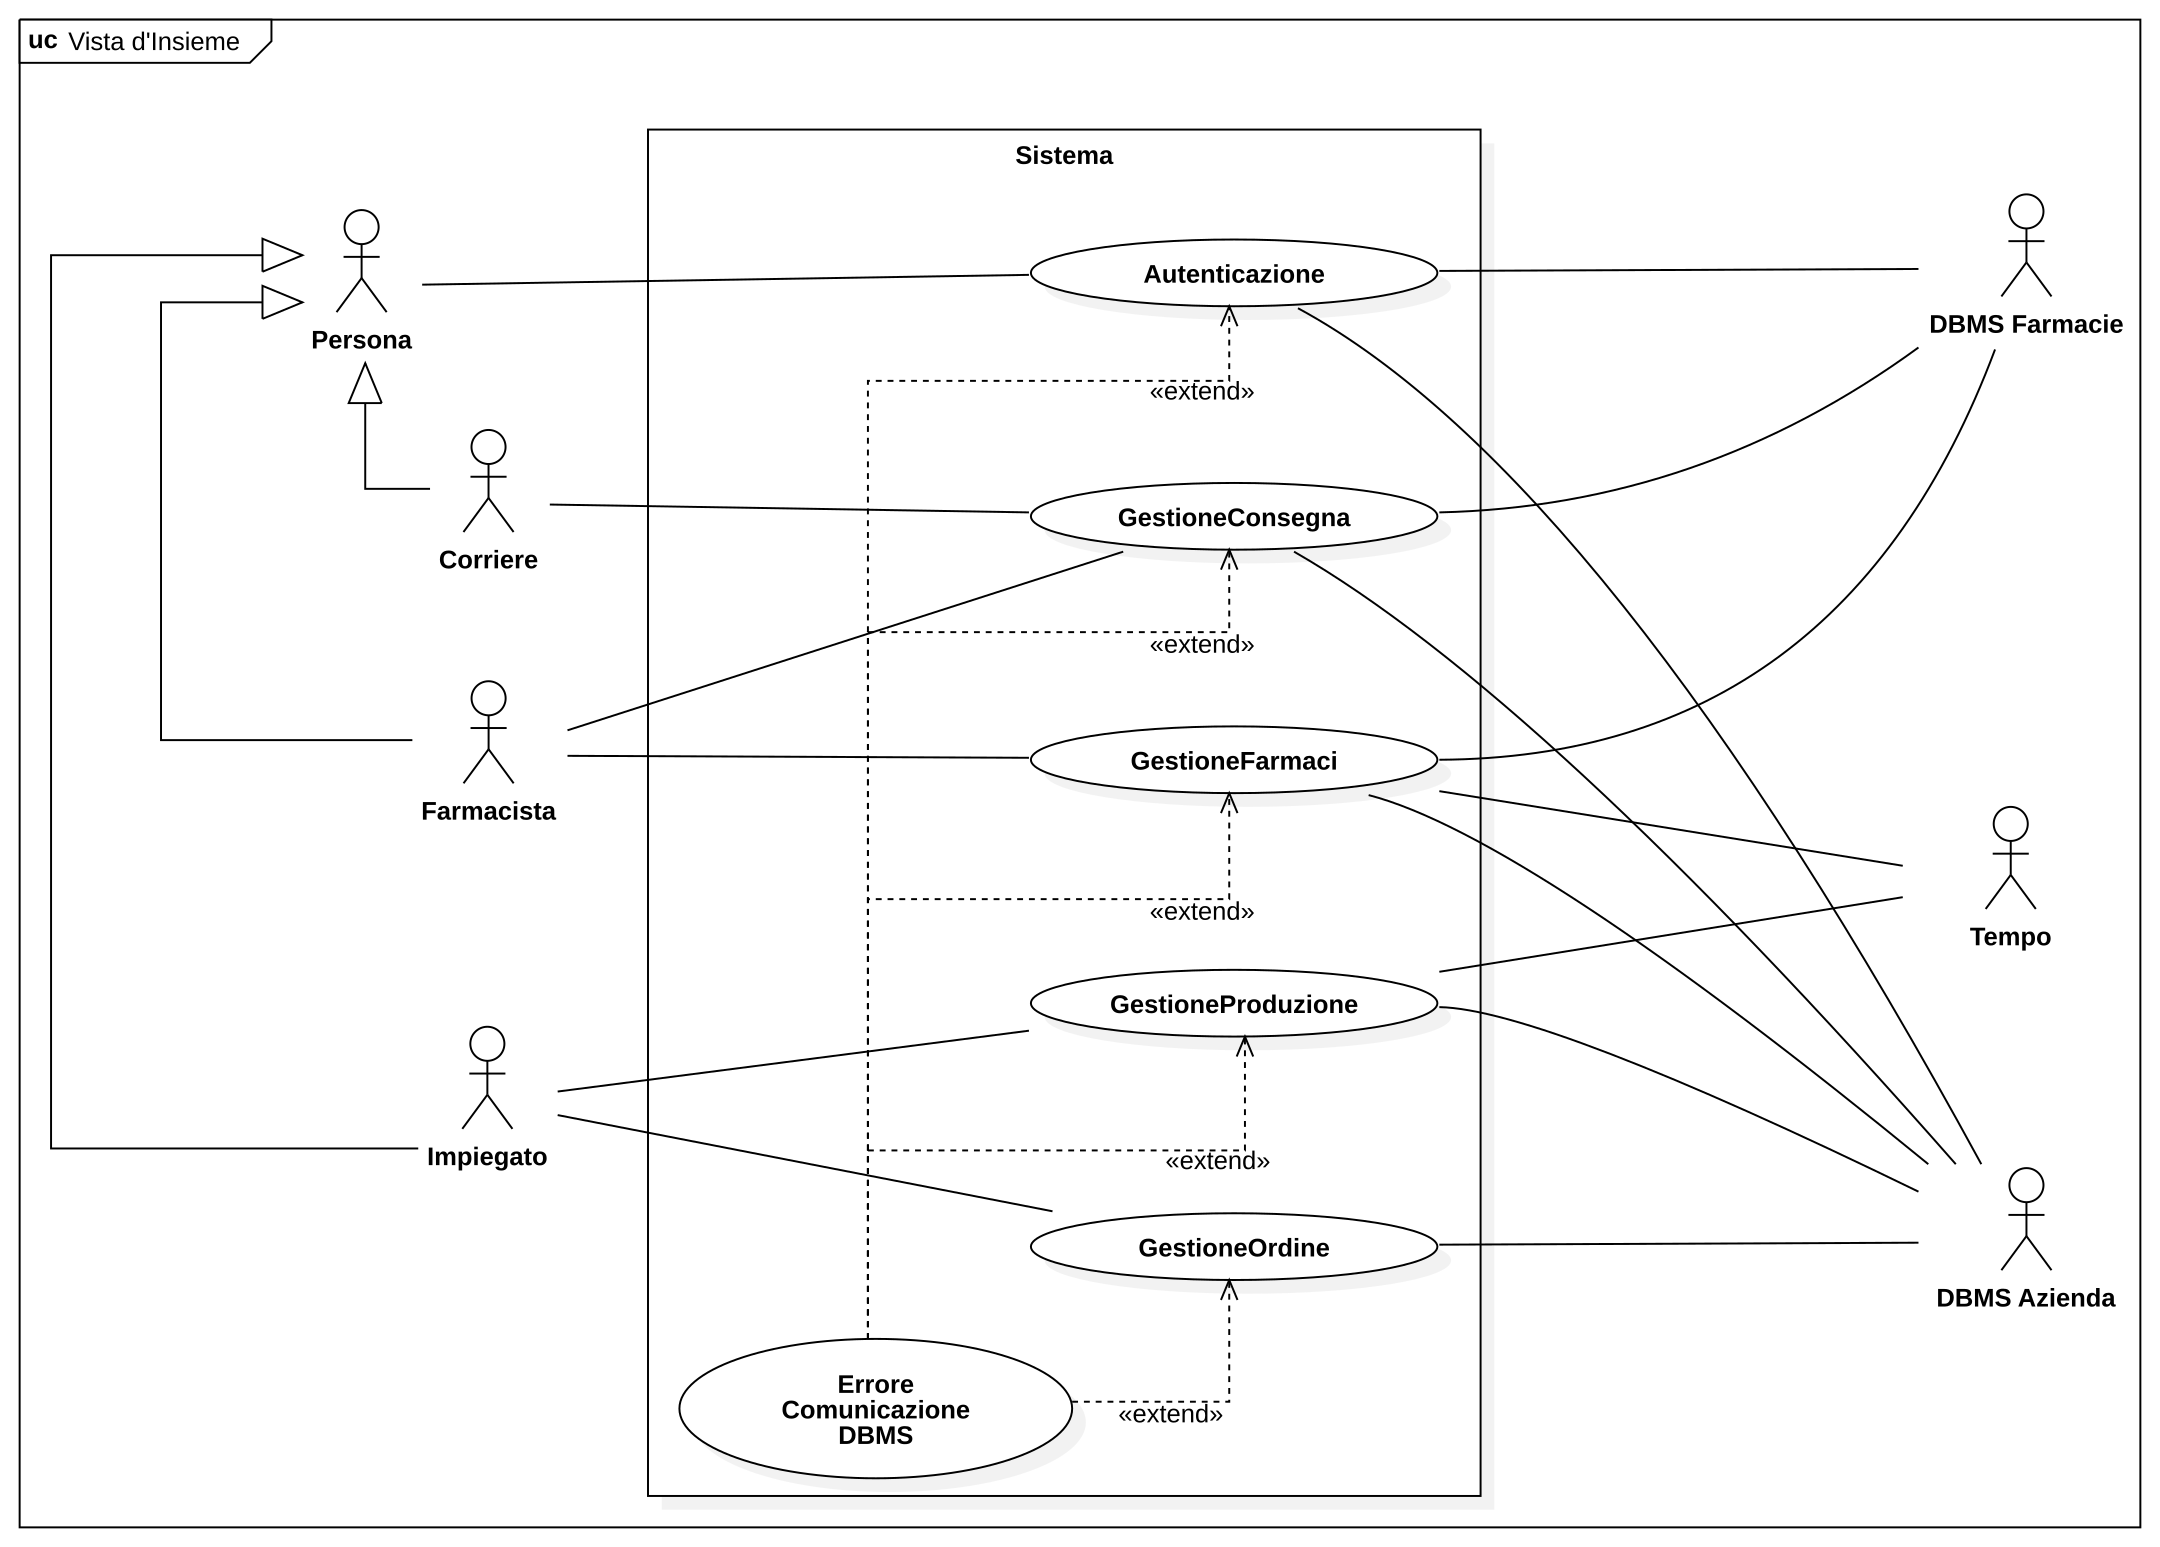 uc Vista d'Insieme
Sistema
Persona
Autenticazione
DBMS Farmacie
«extend»
Corriere
GestioneConsegna
«extend»
Farmacista
GestioneFarmaci
«extend»
Tempo
GestioneProduzione
Impiegato
«extend»
GestioneOrdine
DBMS Azienda
Errore
Comunicazione
DBMS
«extend»